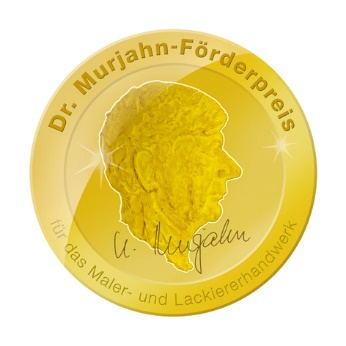 Dr. Murjahn-Förderpreis
K. Murjahn
für das Maler- und Lackiererhandwerk